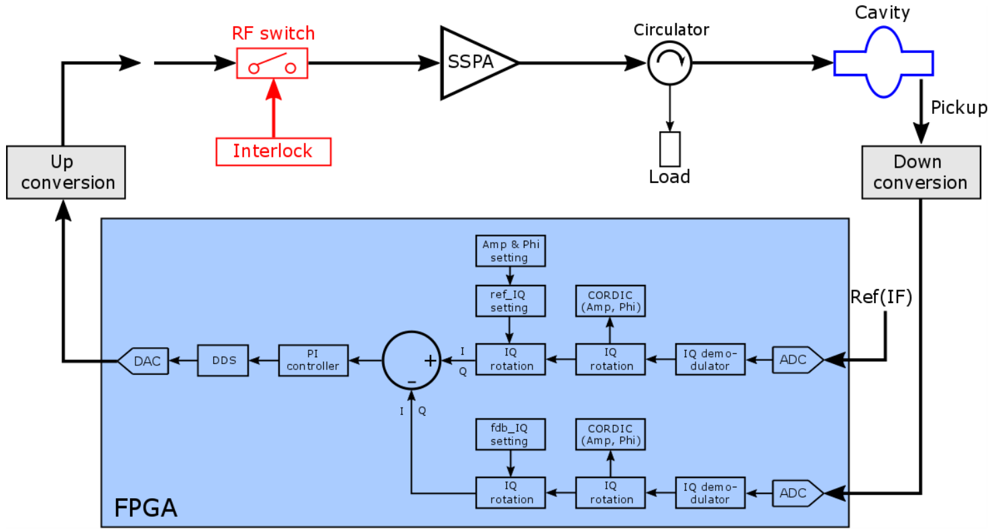 Cavity
RF switch
Circulator
SSPA
Pickup
Interlock
Up
conversion
Down
conversion
Load
Amp & Phi
setting
ref_IQ
setting
CORDIC
(Amp, Phi)
Ref(IF)
DAC
DDS
PI
controller
+
-
I
Q
IQ
rotation
IQ
rotation
IQ demo-
dulator
ADC
I Q
fdb_IQ
setting
CORDIC
(Amp, Phi)
IQ
rotation
IQ
rotation
IQ demo-
dulator
ADC
FPGA